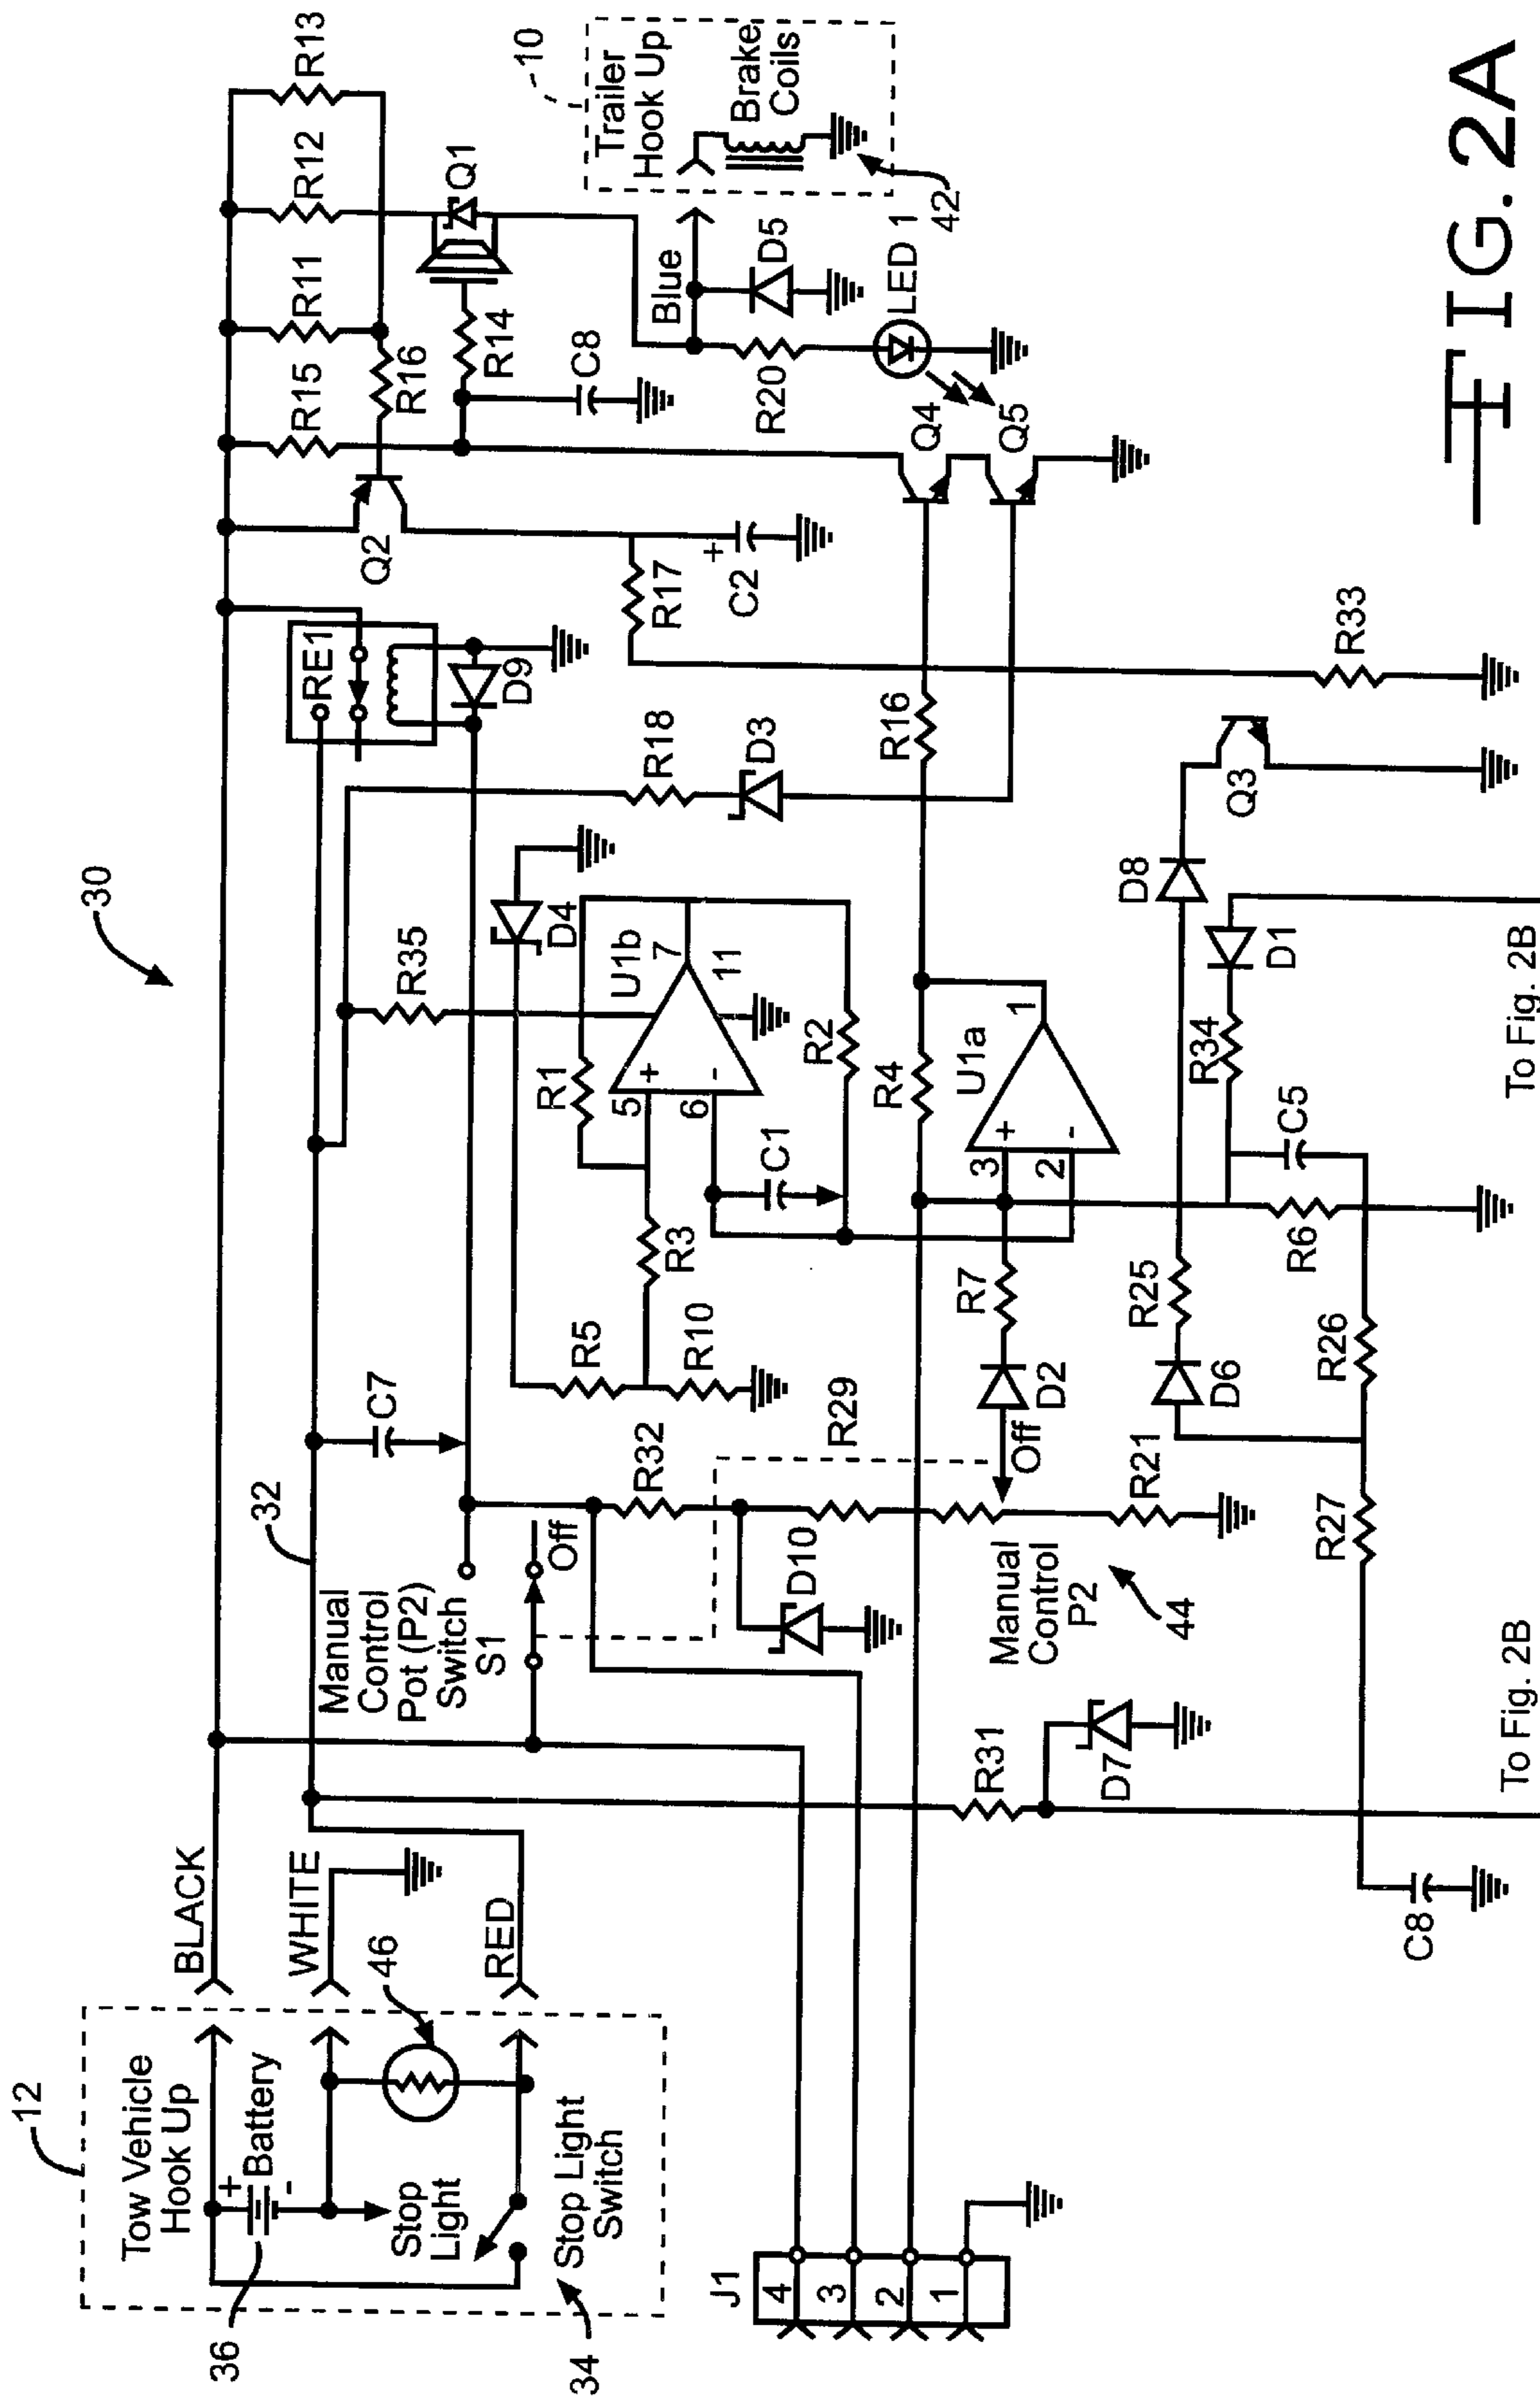 12
Tow Vehicle
Hook Up
+
Battery
-
36
Stop
Light
46
Stop Light
Switch
34
BLACK
WHITE
RED
30
32
Manual
Control
Pot (P2)
Switch
S1
Off
C7
R35
RE1
D9
Q2
R15
R11
R12
R13
R16
R14
Q1
C8
10
Trailer
Hook Up
Brake
Coils
42
Blue
D5
R20
LED 1
Q4
Q5
+
C2
R17
R18
D3
R16
R33
D4
U1b
7
11
R1
5
+
6
-
C1
R2
R3
R5
R10
R32
R29
D10
Manual
Control
P2
44
Off
D2
R7
R4
U1a
1
3
+
2
-
R21
R25
D6
D8
Q3
D1
R34
C5
R6
R26
R27
R31
D7
C8
J1
4
3
2
1
To Fig. 2B
To Fig. 2B
FIG. 2A